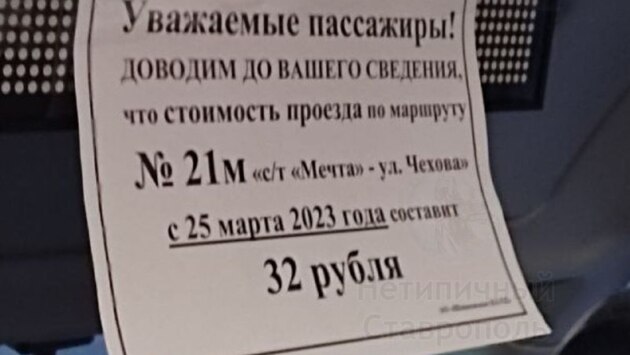 Уважаемые пассажиры!
ДОВОДИМ ДО ВАШЕГО СВЕДЕНИЯ,
что стоимость проезда по маршруту
№ 21м «с/т «Мечта» - ул. Чехова»
с 25 марта 2023 года составит
32 рубля
Нетипичный
Ставрополь